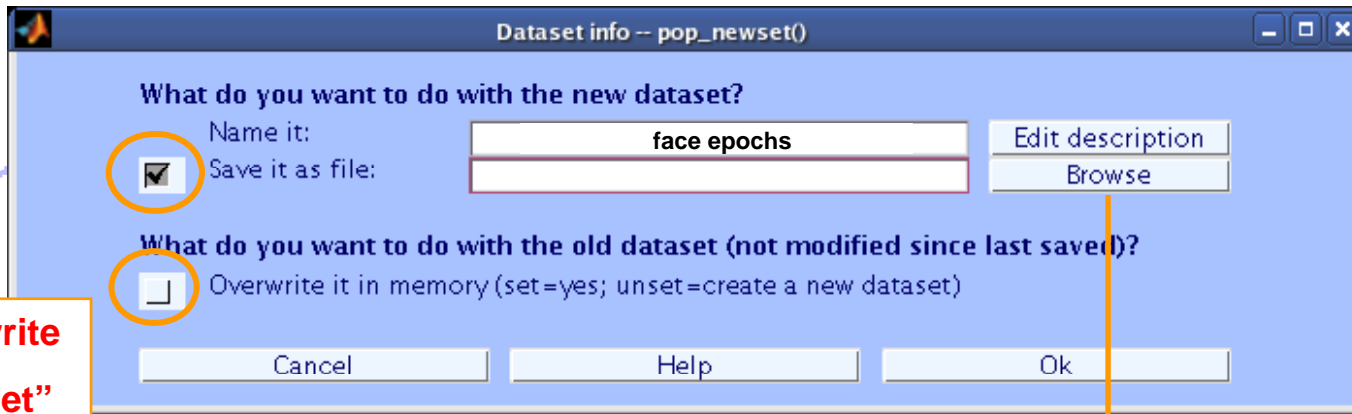 Dataset info -- pop_newset()
What do you want to do with the new dataset?
Name it:
face epochs
Edit description
Save it as file:
Browse
What do you want to do with the old dataset (not modified since last saved)?
Overwrite it in memory (set=yes; unset=create a new dataset)
Cancel
Help
Ok
rite
et”